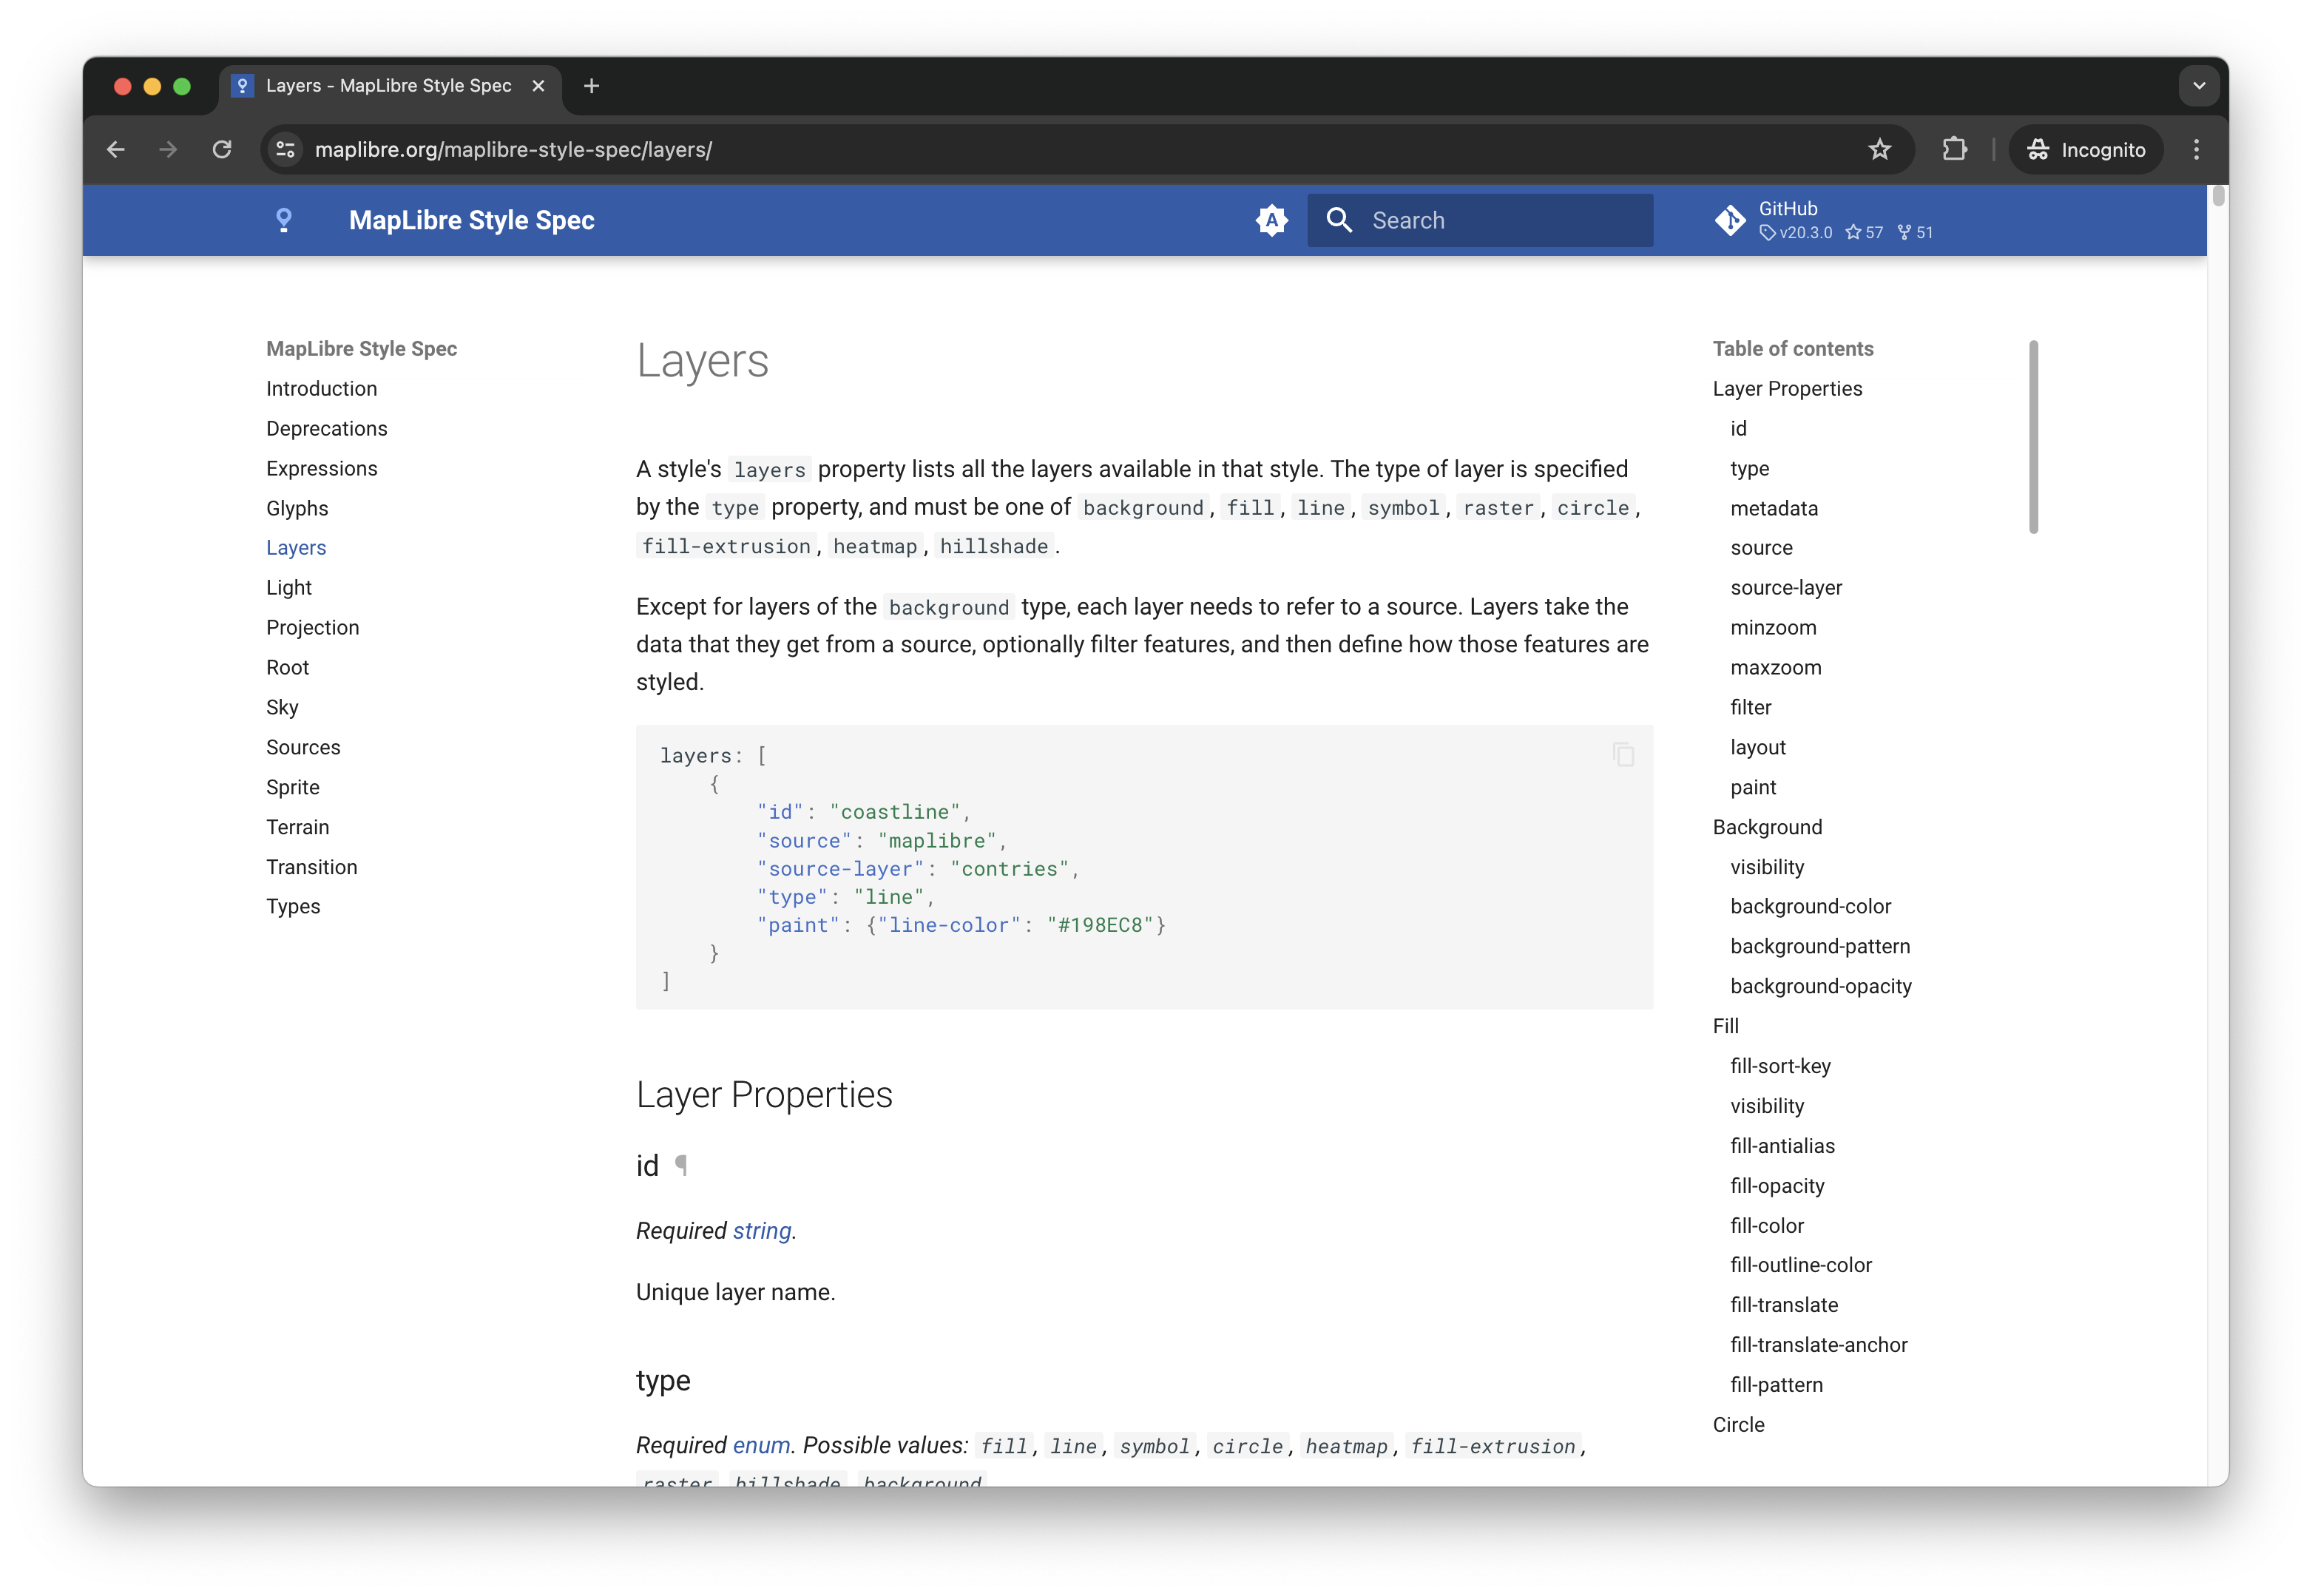 Layers - MapLibre Style Spec
maplibre.org/maplibre-style-spec/layers/
Incognito
MapLibre Style Spec
A
Search
GitHub
v20.3.0 57 51
MapLibre Style Spec
Introduction
Deprecations
Expressions
Glyphs
Layers
Light
Projection
Root
Sky
Sources
Sprite
Terrain
Transition
Types
Layers
A style's layers property lists all the layers available in that style. The type of layer is specified
by the type property, and must be one of background, fill, line, symbol, raster, circle,
fill-extrusion, heatmap, hillshade.
Except for layers of the background type, each layer needs to refer to a source. Layers take the
data that they get from a source, optionally filter features, and then define how those features are
styled.
layers: [
{
"id": "coastline",
"source": "maplibre",
"source-layer": "contries",
"type": "line",
"paint": {"line-color": "#198EC8"}
}
]
Layer Properties
id ¶
Required string.
Unique layer name.
type
Required enum. Possible values: fill, line, symbol, circle, heatmap, fill-extrusion,
raster, hillshade, background
Table of contents
Layer Properties
id
type
metadata
source
source-layer
minzoom
maxzoom
filter
layout
paint
Background
visibility
background-color
background-pattern
background-opacity
Fill
fill-sort-key
visibility
fill-antialias
fill-opacity
fill-color
fill-outline-color
fill-translate
fill-translate-anchor
fill-pattern
Circle